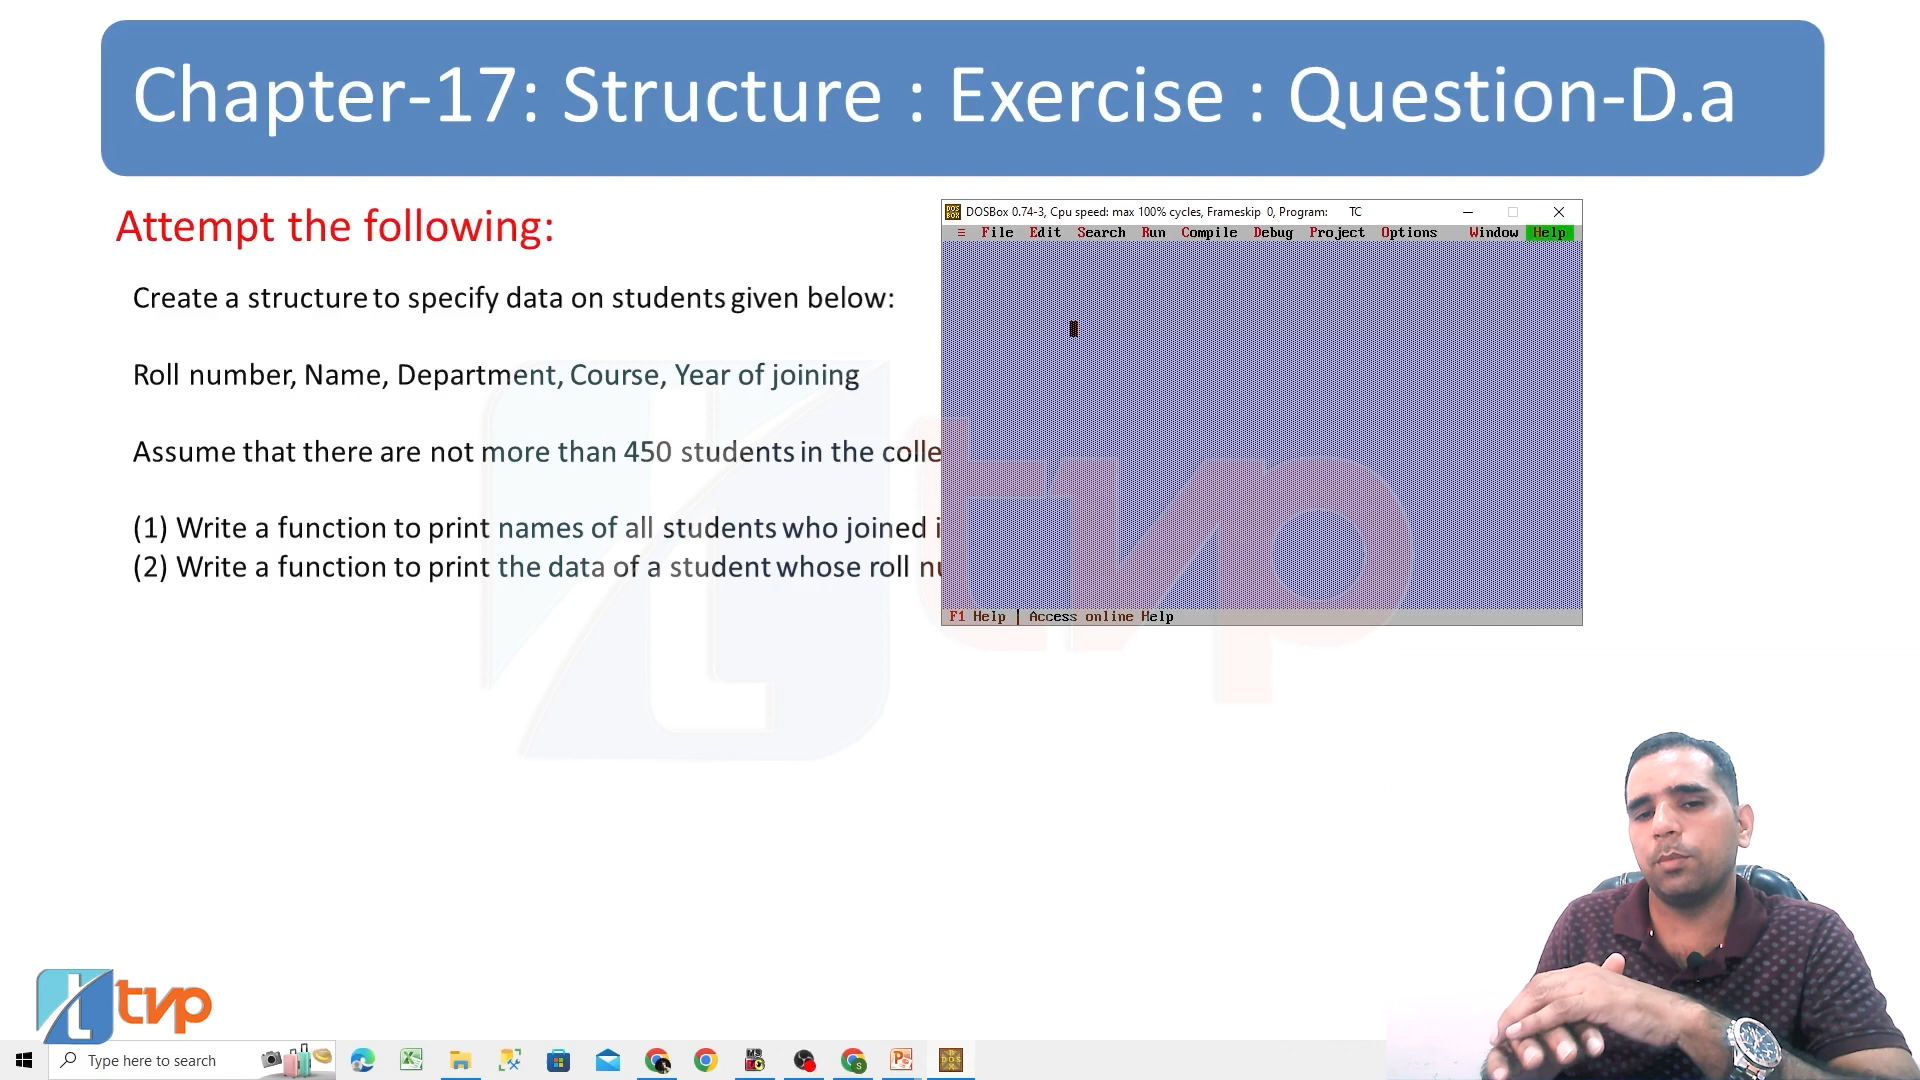 Chapter-17: Structure : Exercise : Question-D.a
Attempt the following:
Create a structure to specify data on students given below:
Roll number, Name, Department, Course, Year of joining
Assume that there are not more than 450 students in the colle
(1) Write a function to print names of all students who joined i
(2) Write a function to print the data of a student whose roll nu
DOSBox 0.74-3, Cpu speed: max 100% cycles, Frameskip 0, Program: TC
≡ File Edit Search Run Compile Debug Project Options Window Help
F1 Help | Access online Help
tvp
tvp
Type here to search